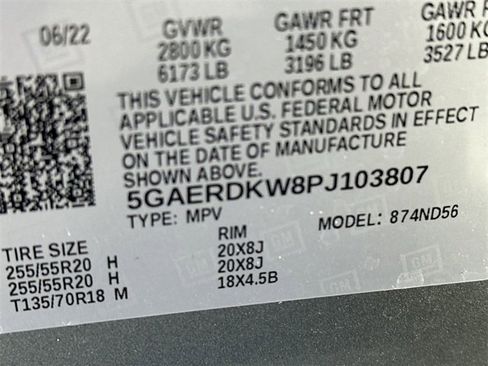 06/22 GVWR GAWR FRT GAWR
2800 KG 1450 KG 1600 KG
6173 LB 3196 LB 3527 LB
THIS VEHICLE CONFORMS TO ALL
APPLICABLE U.S. FEDERAL MOTOR
VEHICLE SAFETY STANDARDS IN EFFECT
ON THE DATE OF MANUFACTURE
SHOWN ABOVE.
5GAERDKW8PJ103807
TYPE: MPV MODEL: 874ND56
TIRE SIZE RIM
255/55R20 H 20X8J
255/55R20 H 20X8J
T135/70R18 M 18X4.5B